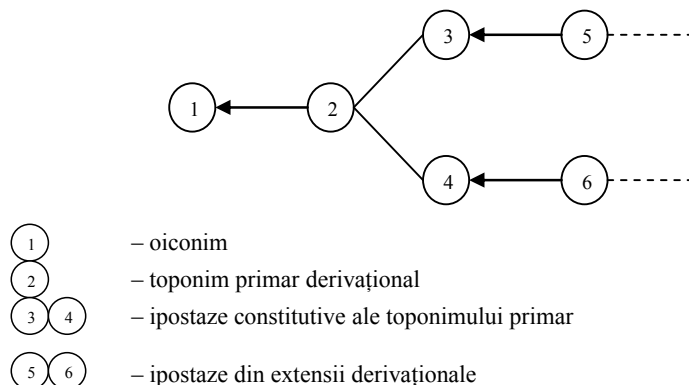 3 5
1 2
4 6
1 – oiconim
2 – toponim primar derivațional
3 4 – ipostaze constitutive ale toponimului primar
5 6 – ipostaze din extensii derivaționale